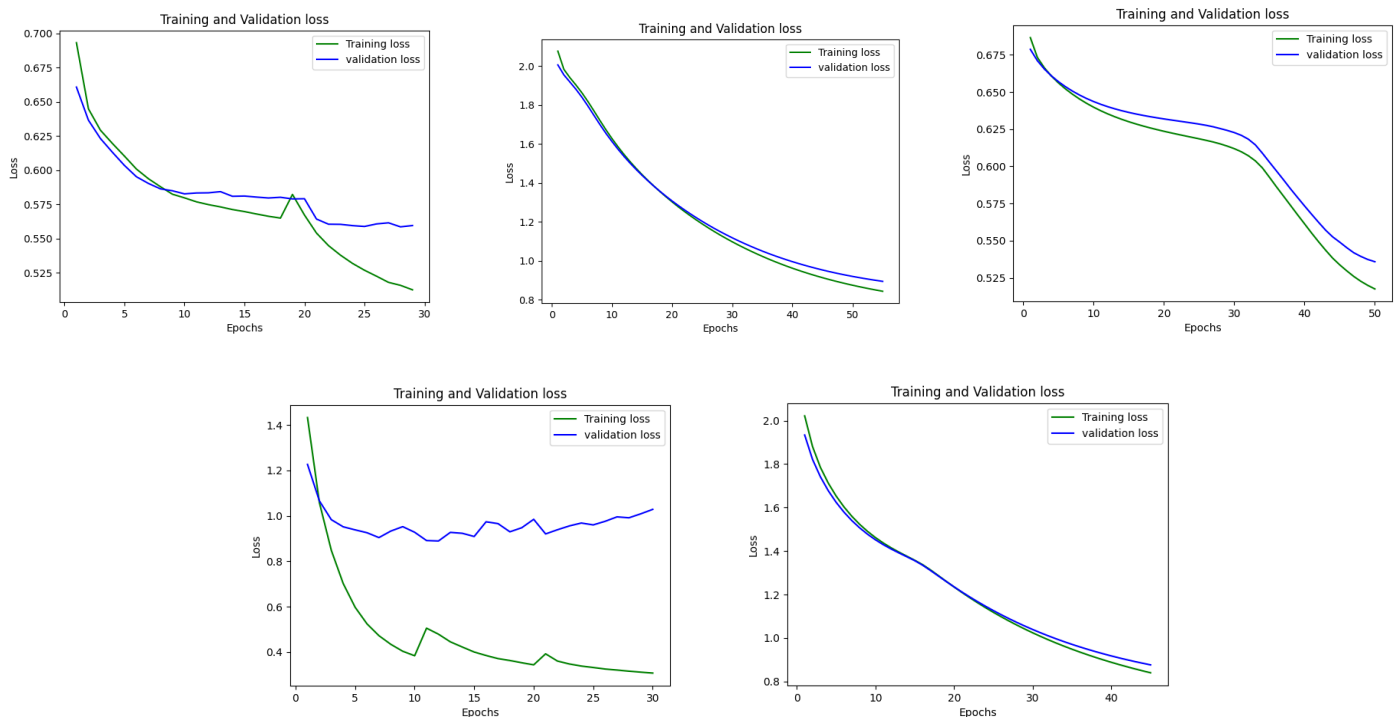 Training and Validation loss
0.700
0.675
0.650
0.625
0.600
0.575
0.550
0.525
Loss
Training loss
validation loss
0 5 10 15 20 25 30
Epochs
Training and Validation loss
2.0
1.8
1.6
1.4
1.2
1.0
0.8
Loss
Training loss
validation loss
0 10 20 30 40 50
Epochs
Training and Validation loss
0.675
0.650
0.625
0.600
0.575
0.550
0.525
Loss
Training loss
validation loss
0 10 20 30 40 50
Epochs
Training and Validation loss
1.4
1.2
1.0
0.8
0.6
0.4
Loss
Training loss
validation loss
0 5 10 15 20 25 30
Epochs
Training and Validation loss
2.0
1.8
1.6
1.4
1.2
1.0
0.8
Loss
Training loss
validation loss
0 10 20 30 40
Epochs